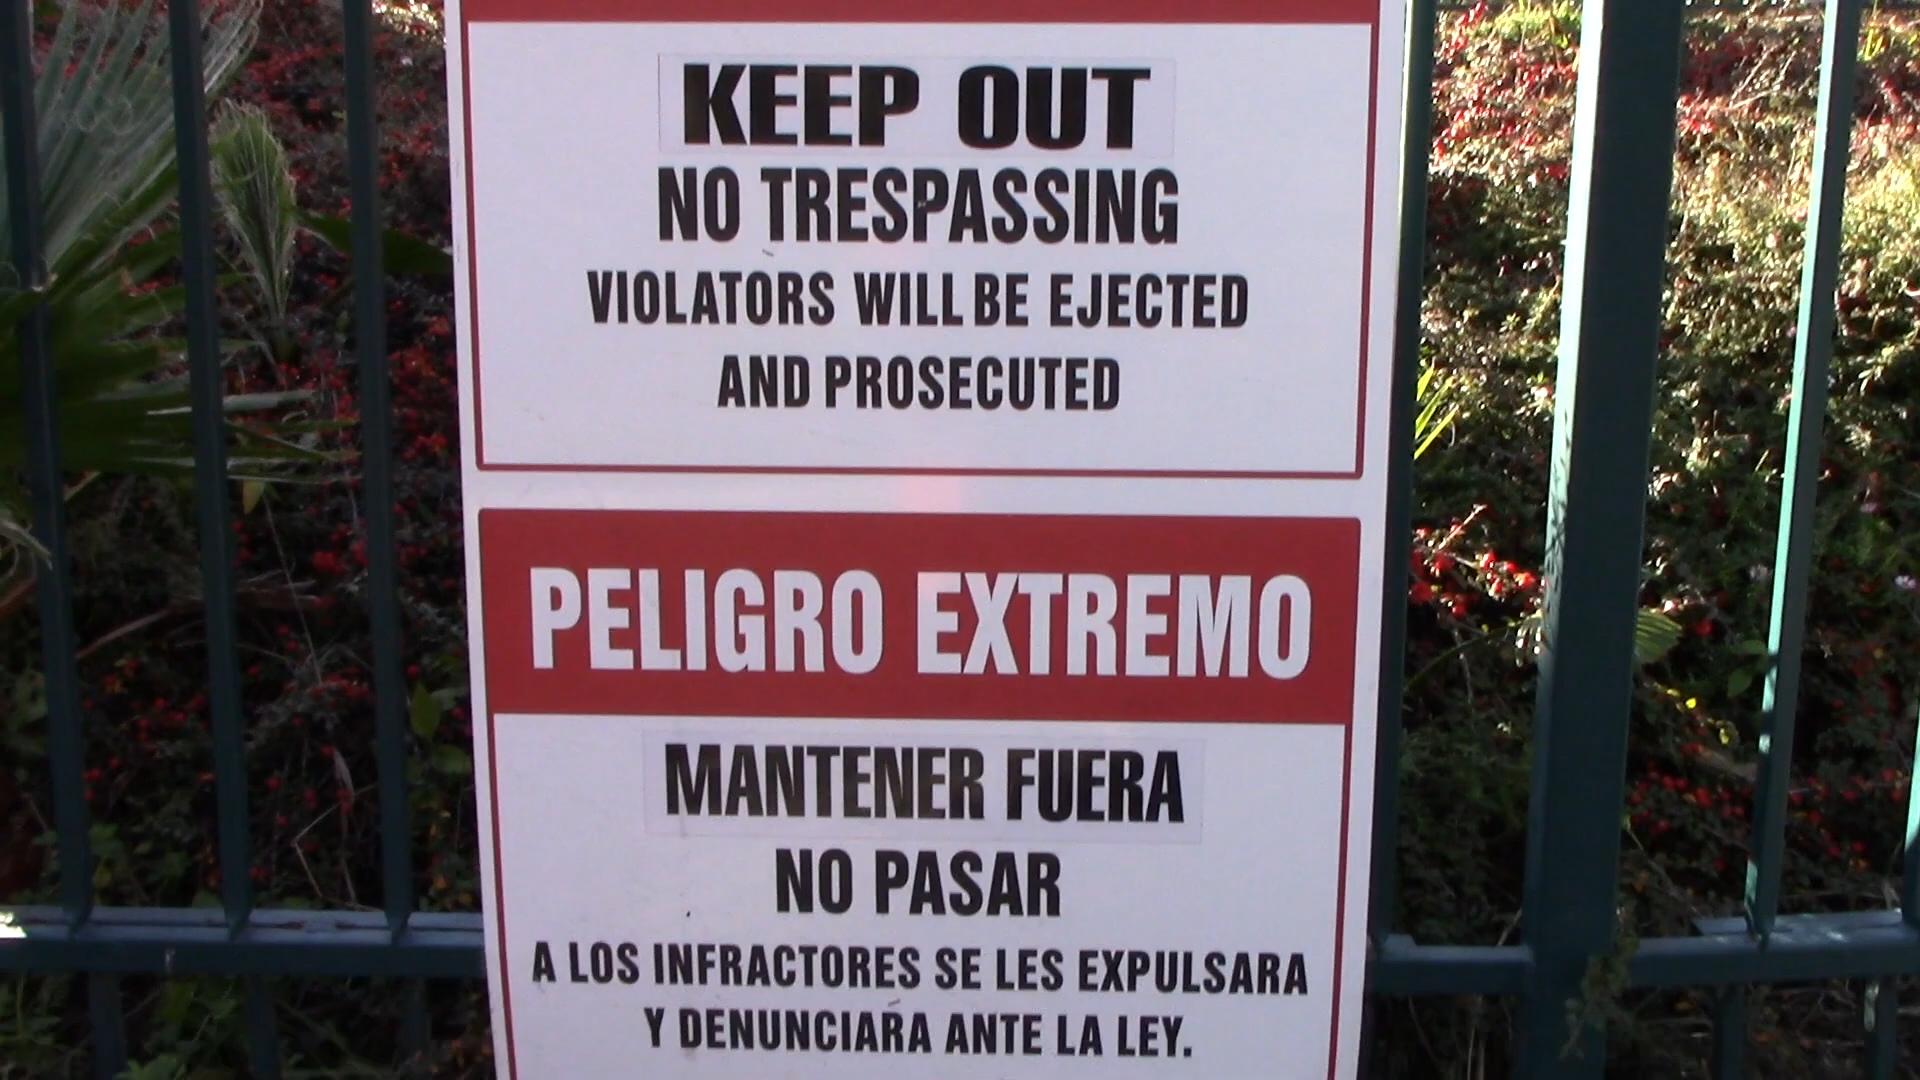 KEEP OUT
NO TRESPASSING
VIOLATORS WILL BE EJECTED
AND PROSECUTED
PELIGRO EXTREMO
MANTENER FUERA
NO PASAR
A LOS INFRACTORES SE LES EXPULSARA
Y DENUNCIARA ANTE LA LEY.